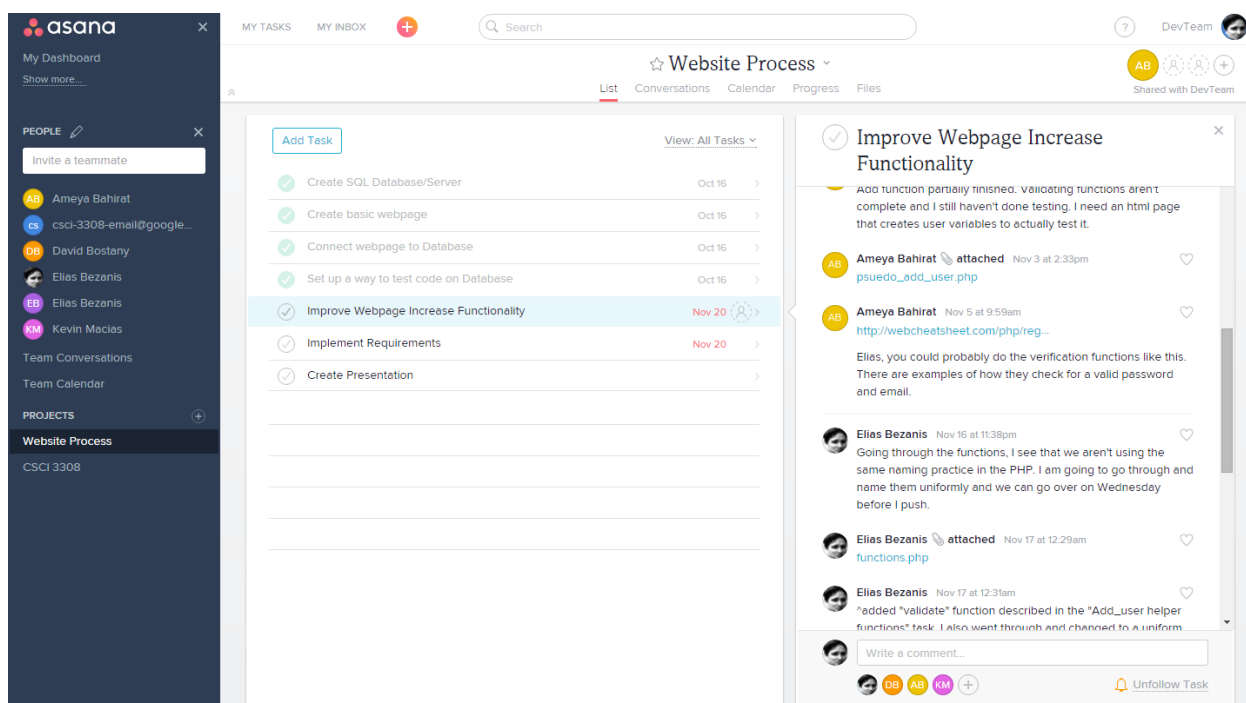 asana
My Dashboard
Show more...
PEOPLE
Invite a teammate
AB Ameya Bahirat
cs csci-3308-email@google...
DB David Bostany
Elias Bezanis
EB Elias Bezanis
KM Kevin Macias
Team Conversations
Team Calendar
PROJECTS
Website Process
CSCI 3308
MY TASKS MY INBOX
Search
? DevTeam
Website Process
AB
List Conversations Calendar Progress Files
Shared with DevTeam
Add Task View: All Tasks
Create SQL Database/Server Oct 16
Create basic webpage Oct 16
Connect webpage to Database Oct 16
Set up a way to test code on Database Oct 16
Improve Webpage Increase Functionality Nov 20
Implement Requirements Nov 20
Create Presentation
Improve Webpage Increase
Functionality
Add function partially finished. Validating functions aren't
complete and I still haven't done testing. I need an html page
that creates user variables to actually test it.
AB Ameya Bahirat attached Nov 3 at 2:33pm
psuedo_add_user.php
AB Ameya Bahirat Nov 5 at 9:59am
http://webcheatsheet.com/php/reg...
Elias, you could probably do the verification functions like this.
There are examples of how they check for a valid password
and email.
Elias Bezanis Nov 16 at 11:38pm
Going through the functions, I see that we aren't using the
same naming practice in the PHP. I am going to go through and
name them uniformly and we can go over on Wednesday
before I push.
Elias Bezanis attached Nov 17 at 12:29am
functions.php
Elias Bezanis Nov 17 at 12:31am
^added "validate" function described in the "Add_user helper
functions" task. I also went through and changed to a uniform
Write a comment...
DB AB KM
Unfollow Task